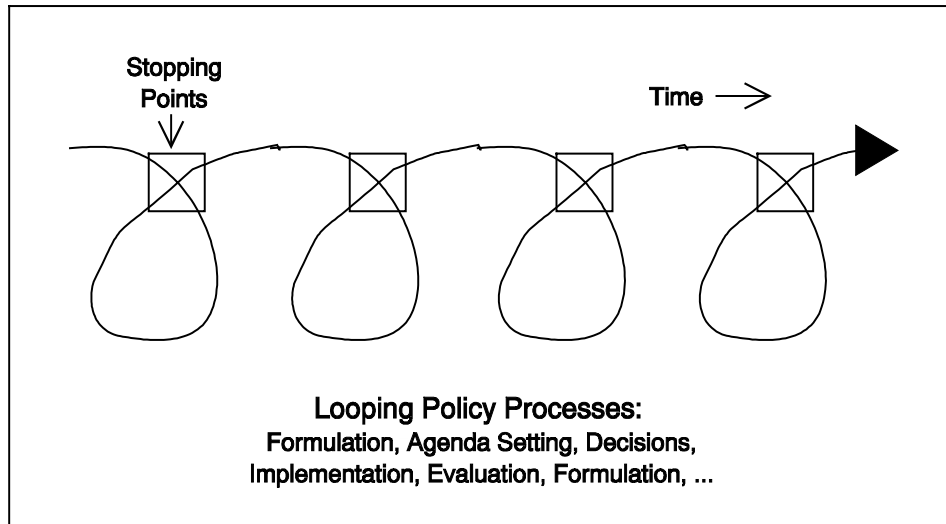 Stopping
Points
Time
Looping Policy Processes:
Formulation, Agenda Setting, Decisions,
Implementation, Evaluation, Formulation, ...